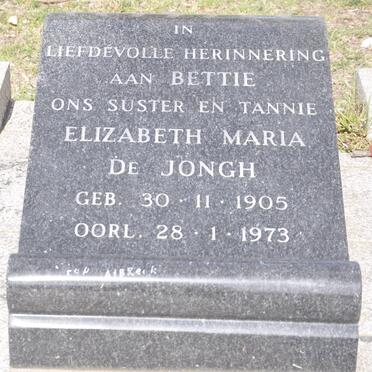 IN
LIEFDEVOLLE HERINNERING
AAN BETTIE
ONS SUSTER EN TANNIE
ELIZABETH MARIA
DE JONGH
GEB. 30 · 11 · 1905
OORL. 28 · 1 · 1973